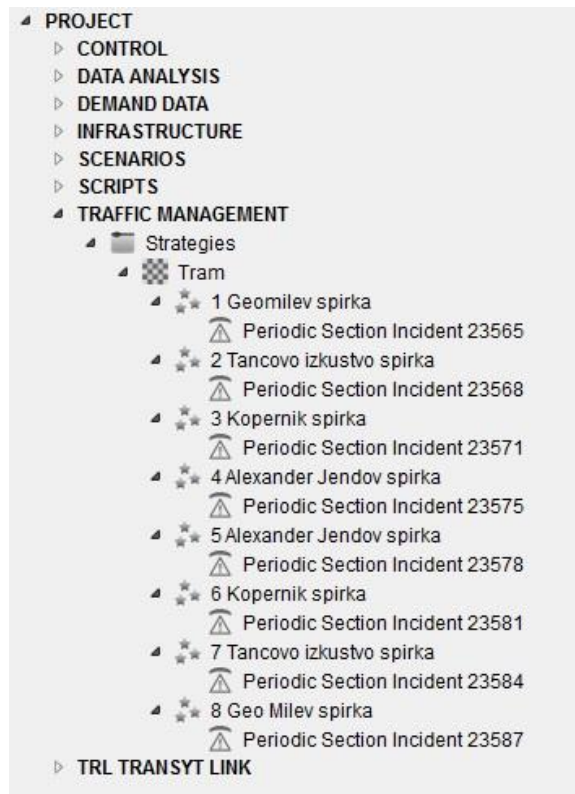 PROJECT
CONTROL
DATA ANALYSIS
DEMAND DATA
INFRASTRUCTURE
SCENARIOS
SCRIPTS
TRAFFIC MANAGEMENT
Strategies
Tram
1 Geomilev spirka
Periodic Section Incident 23565
2 Tancovo izkustvo spirka
Periodic Section Incident 23568
3 Kopernik spirka
Periodic Section Incident 23571
4 Alexander Jendov spirka
Periodic Section Incident 23575
5 Alexander Jendov spirka
Periodic Section Incident 23578
6 Kopernik spirka
Periodic Section Incident 23581
7 Tancovo izkustvo spirka
Periodic Section Incident 23584
8 Geo Milev spirka
Periodic Section Incident 23587
TRL TRANSYT LINK